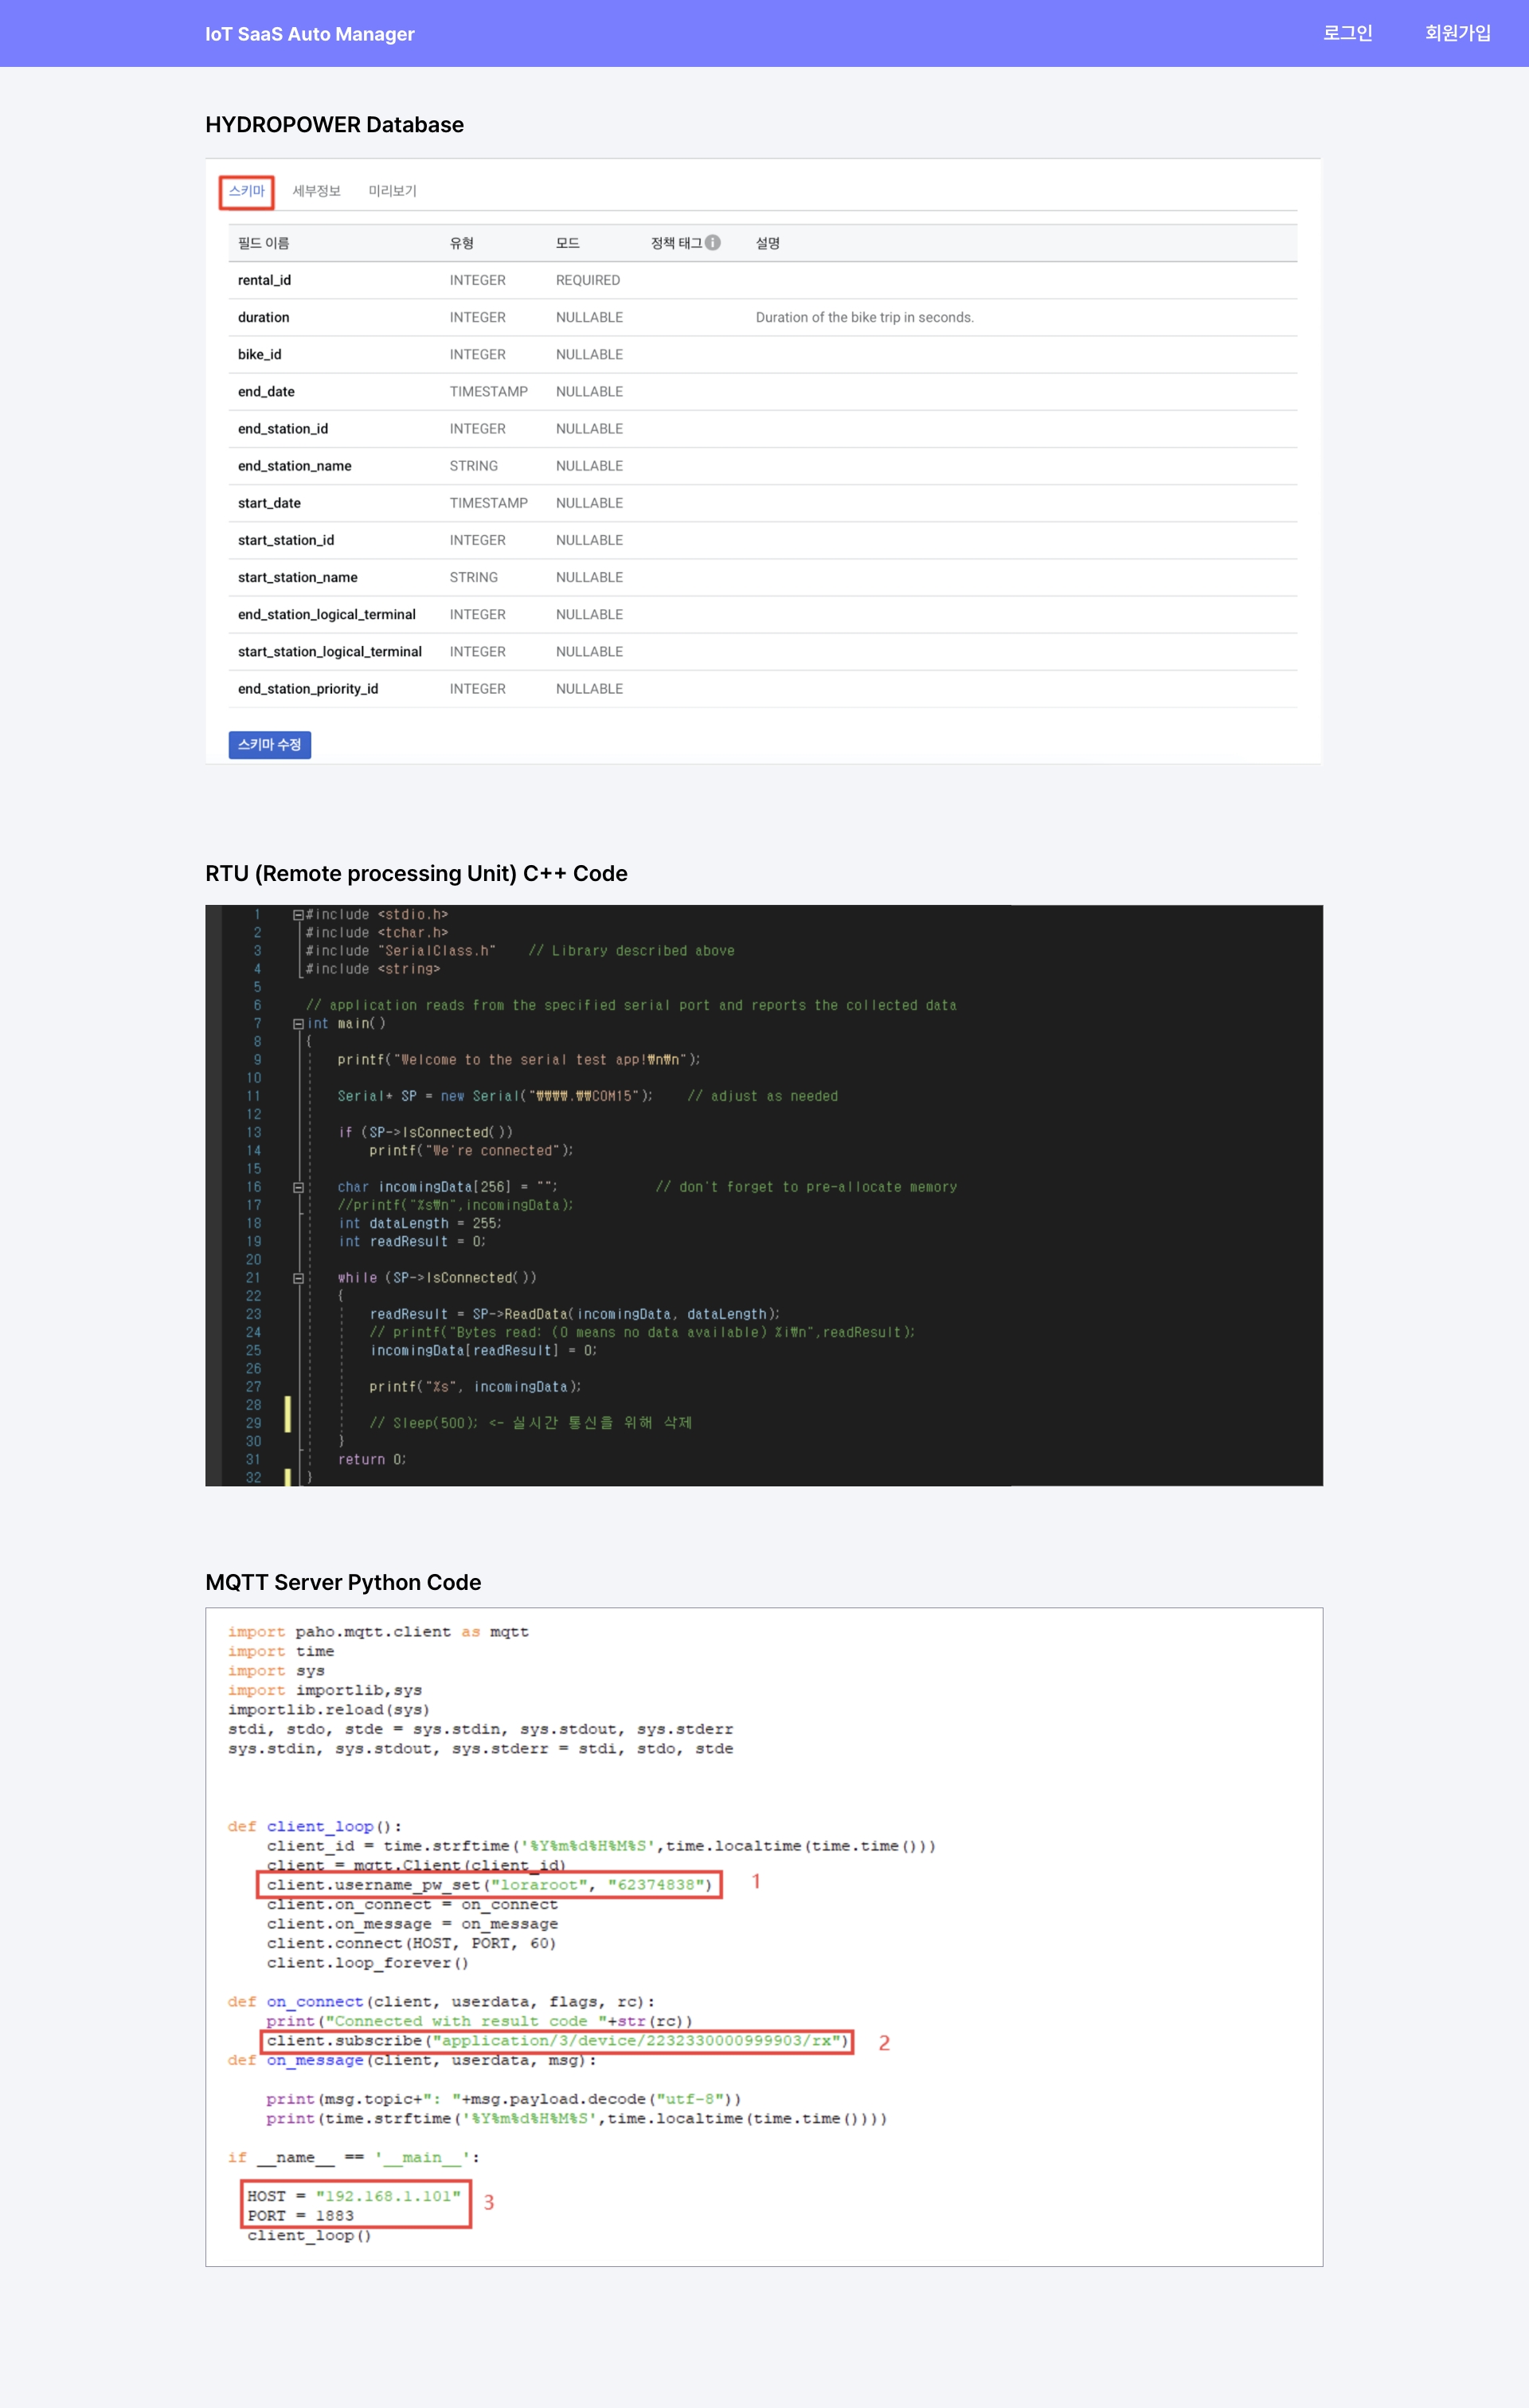 IoT SaaS Auto Manager 로그인 회원가입
HYDROPOWER Database
스키마 세부정보 미리보기
필드 이름 유형 모드 정책 태그 설명
rental_id INTEGER REQUIRED
duration INTEGER NULLABLE Duration of the bike trip in seconds.
bike_id INTEGER NULLABLE
end_date TIMESTAMP NULLABLE
end_station_id INTEGER NULLABLE
end_station_name STRING NULLABLE
start_date TIMESTAMP NULLABLE
start_station_id INTEGER NULLABLE
start_station_name STRING NULLABLE
end_station_logical_terminal INTEGER NULLABLE
start_station_logical_terminal INTEGER NULLABLE
end_station_priority_id INTEGER NULLABLE
스키마 수정
RTU (Remote processing Unit) C++ Code
1 #include <stdio.h>
2 #include <tchar.h>
3 #include "SerialClass.h" // Library described above
4 #include <string>
5
6 // application reads from the specified serial port and reports the collected data
7 int main()
8 {
9 printf("Welcome to the serial test app!₩n₩n");
10
11 Serial* SP = new Serial("₩₩₩₩.₩₩COM15"); // adjust as needed
12
13 if (SP->IsConnected())
14 printf("We're connected");
15
16 char incomingData[256] = ""; // don't forget to pre-allocate memory
17 //printf("%s₩n",incomingData);
18 int dataLength = 255;
19 int readResult = 0;
20
21 while (SP->IsConnected())
22 {
23 readResult = SP->ReadData(incomingData, dataLength);
24 // printf("Bytes read: (0 means no data available) %i₩n",readResult);
25 incomingData[readResult] = 0;
26
27 printf("%s", incomingData);
28
29 // Sleep(500); <- 실시간 통신을 위해 삭제
30 }
31 return 0;
32 }
MQTT Server Python Code
import paho.mqtt.client as mqtt
import time
import sys
import importlib,sys
importlib.reload(sys)
stdi, stdo, stde = sys.stdin, sys.stdout, sys.stderr
sys.stdin, sys.stdout, sys.stderr = stdi, stdo, stde
def client_loop():
client_id = time.strftime('%Y%m%d%H%M%S',time.localtime(time.time()))
client = mqtt.Client(client_id)
client.username_pw_set("loraroot", "62374838") 1
client.on_connect = on_connect
client.on_message = on_message
client.connect(HOST, PORT, 60)
client.loop_forever()
def on_connect(client, userdata, flags, rc):
print("Connected with result code "+str(rc))
client.subscribe("application/3/device/2232330000999903/rx") 2
def on_message(client, userdata, msg):
print(msg.topic+": "+msg.payload.decode("utf-8"))
print(time.strftime('%Y%m%d%H%M%S',time.localtime(time.time())))
if __name__ == '__main__':
HOST = "192.168.1.101" 3
PORT = 1883
client_loop()